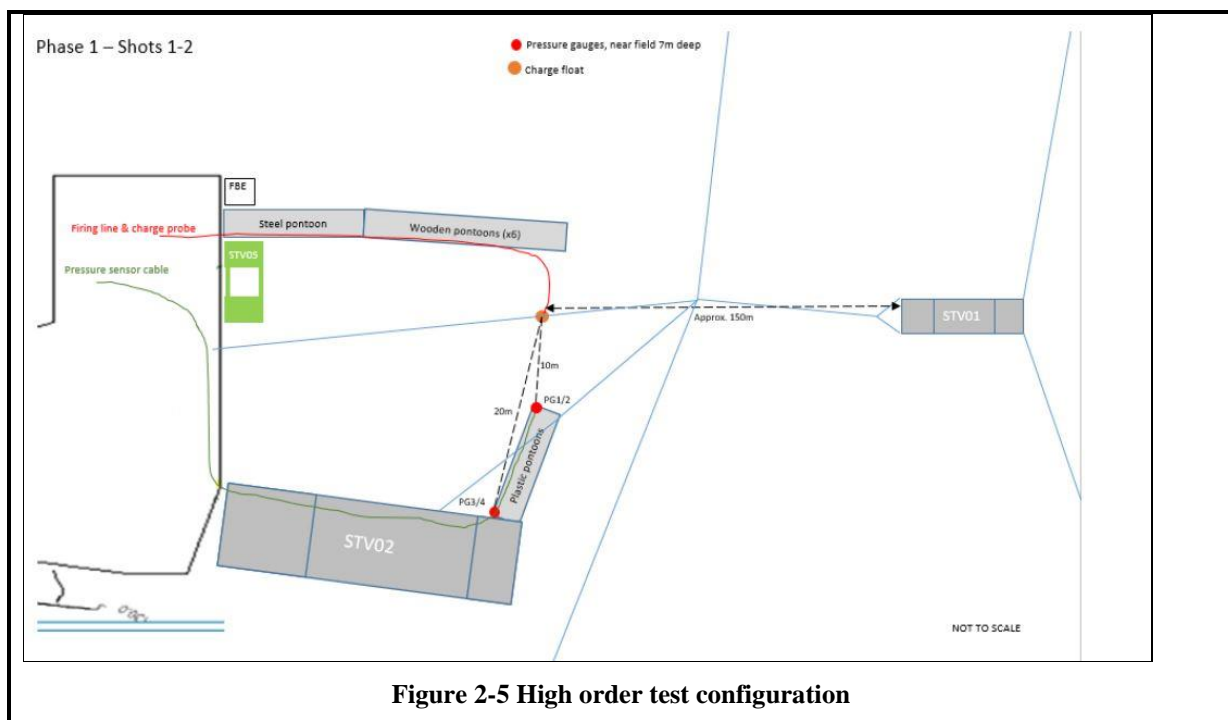 Phase 1 – Shots 1-2
Pressure gauges, near field 7m deep
Charge float
FBE
Steel pontoon
Wooden pontoons (x6)
Firing line & charge probe
STV05
Pressure sensor cable
Approx. 150m
STV01
10m
PG1/2
20m
Plastic pontoons
PG3/4
STV02
NOT TO SCALE
Figure 2-5 High order test configuration